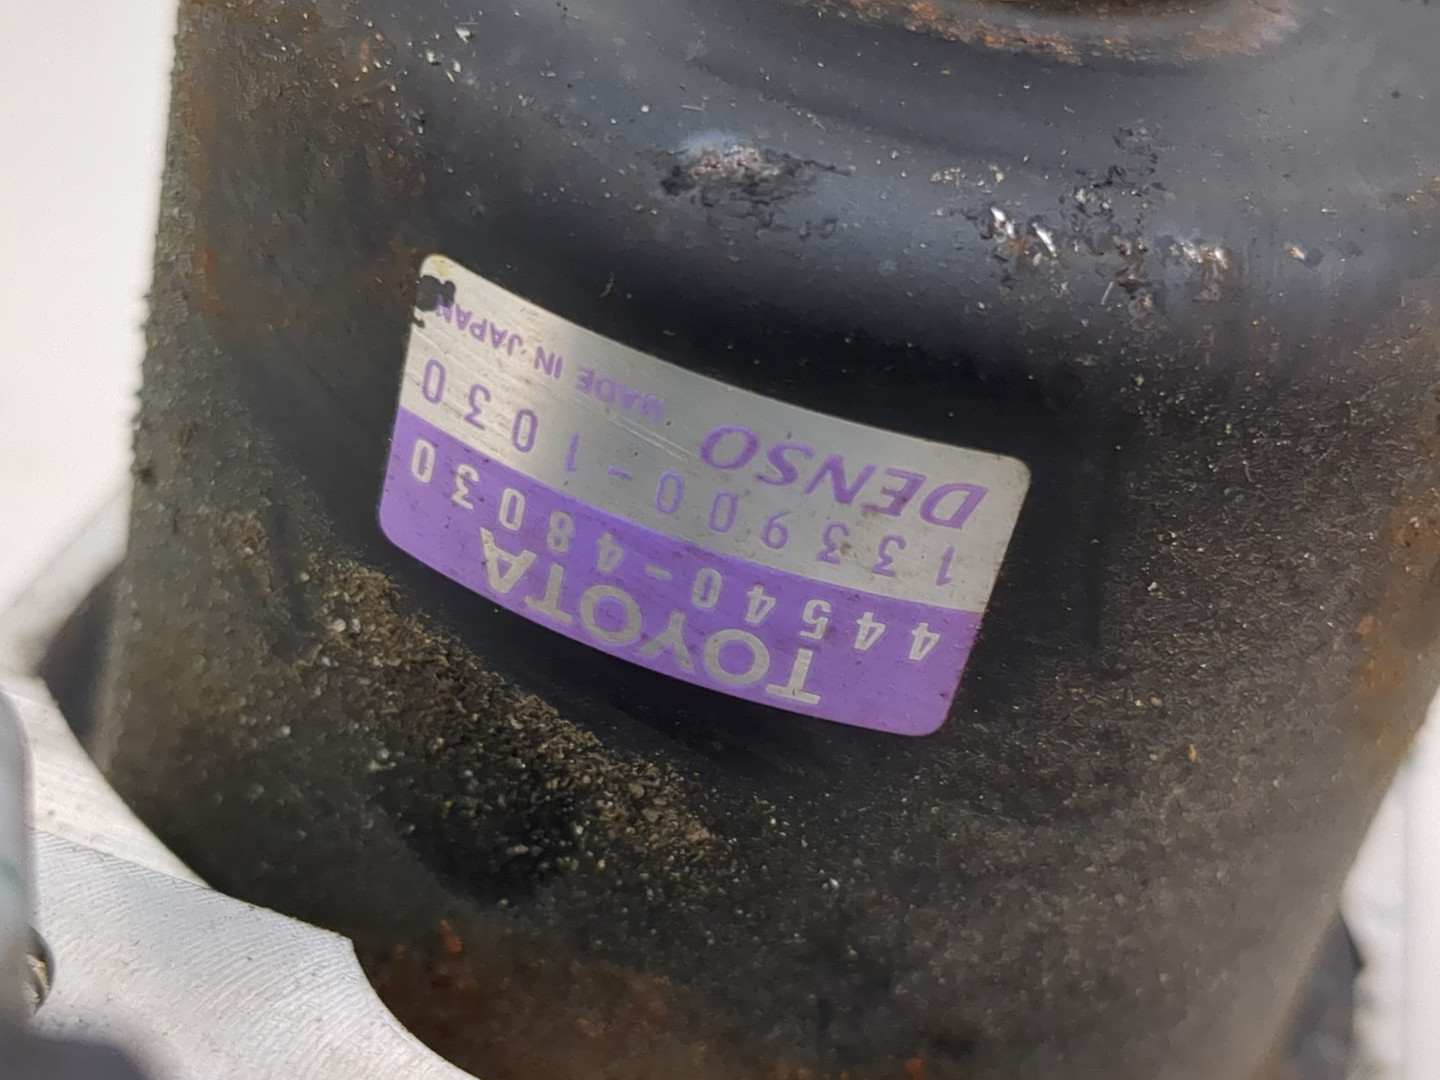 TOYOTA
44540-48030
133900-1030
DENSO MADE IN JAPAN